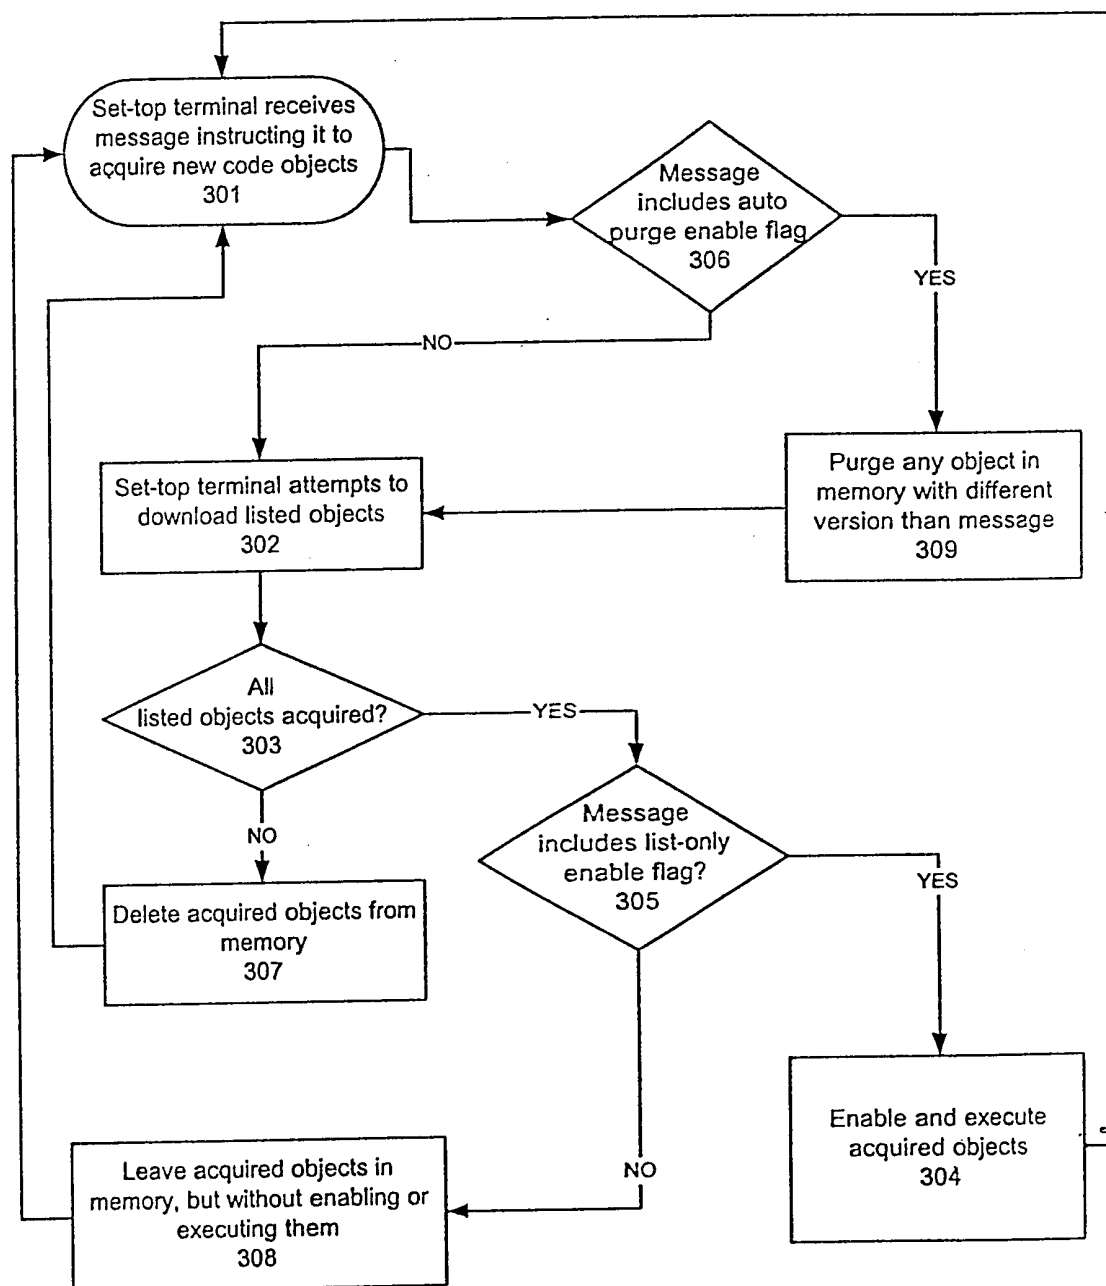 Set-top terminal receives
message instructing it to
acquire new code objects
301
Message
includes auto
purge enable flag
306
YES
NO
Set-top terminal attempts to
download listed objects
302
Purge any object in
memory with different
version than message
309
All
listed objects acquired?
303
YES
NO
Message
includes list-only
enable flag?
305
YES
Delete acquired objects from
memory
307
Enable and execute
acquired objects
304
NO
Leave acquired objects in
memory, but without enabling or
executing them
308